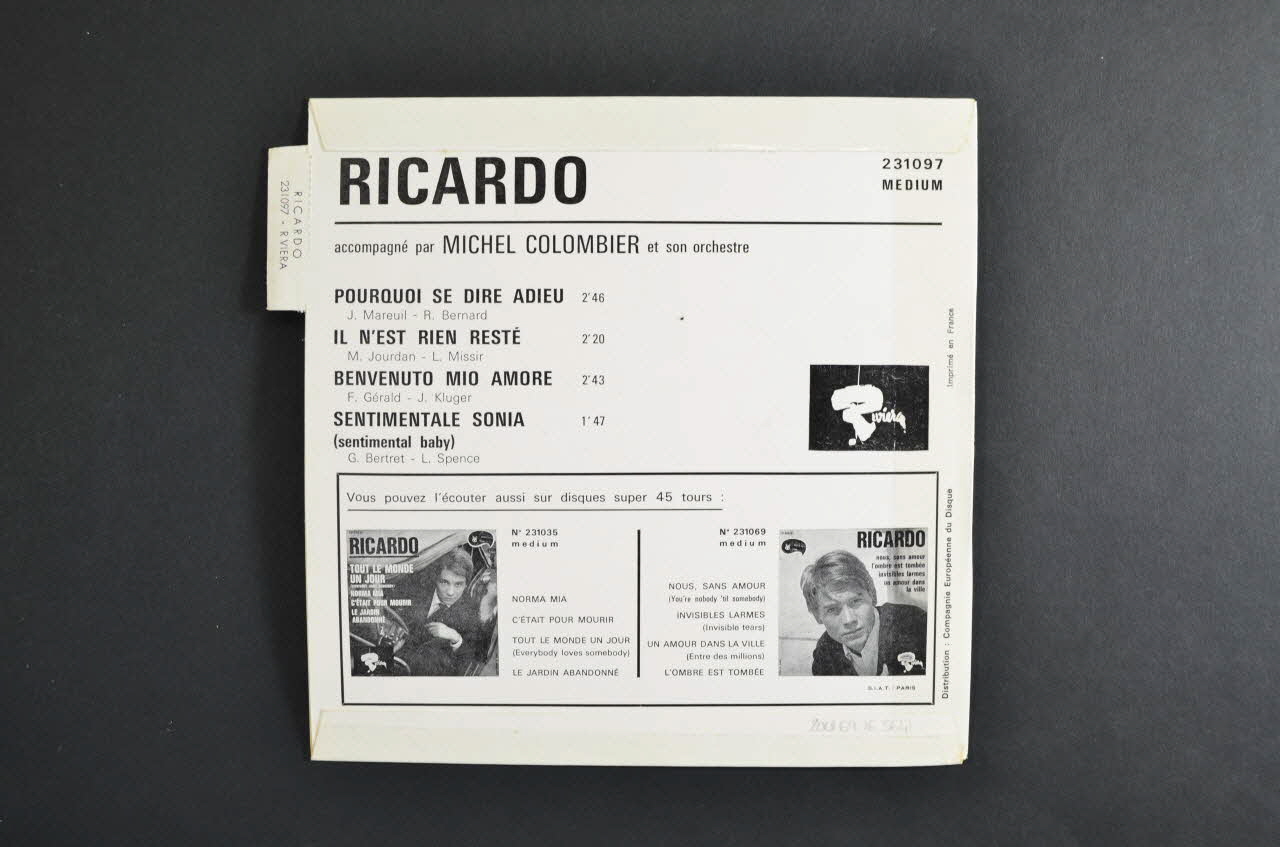 RICARDO
231097 - RIVIERA
RICARDO
231097
MEDIUM
accompagné par MICHEL COLOMBIER et son orchestre
POURQUOI SE DIRE ADIEU 2'46
J. Mareuil - R. Bernard
IL N'EST RIEN RESTÉ 2'20
M. Jourdan - L. Missir
BENVENUTO MIO AMORE 2'43
F. Gérald - J. Kluger
SENTIMENTALE SONIA 1'47
(sentimental baby)
G. Bertret - L. Spence
Riviera
Imprimé en France
Distribution : Compagnie Européenne du Disque
Vous pouvez l'écouter aussi sur disques super 45 tours :
RICARDO
TOUT LE MONDE
UN JOUR
(EVERYBODY LOVES SOMEBODY)
NORMA MIA
C'ÉTAIT POUR MOURIR
LE JARDIN
ABANDONNÉ
N° 231035
medium
NORMA MIA
C'ÉTAIT POUR MOURIR
TOUT LE MONDE UN JOUR
(Everybody loves somebody)
LE JARDIN ABANDONNÉ
N° 231069
medium
NOUS, SANS AMOUR
(You're nobody 'til somebody)
INVISIBLES LARMES
(Invisible tears)
UN AMOUR DANS LA VILLE
(Entre des millions)
L'OMBRE EST TOMBÉE
RICARDO
nous, sans amour
l'ombre est tombée
invisibles larmes
un amour dans
la ville
D.I.A.T. / PARIS